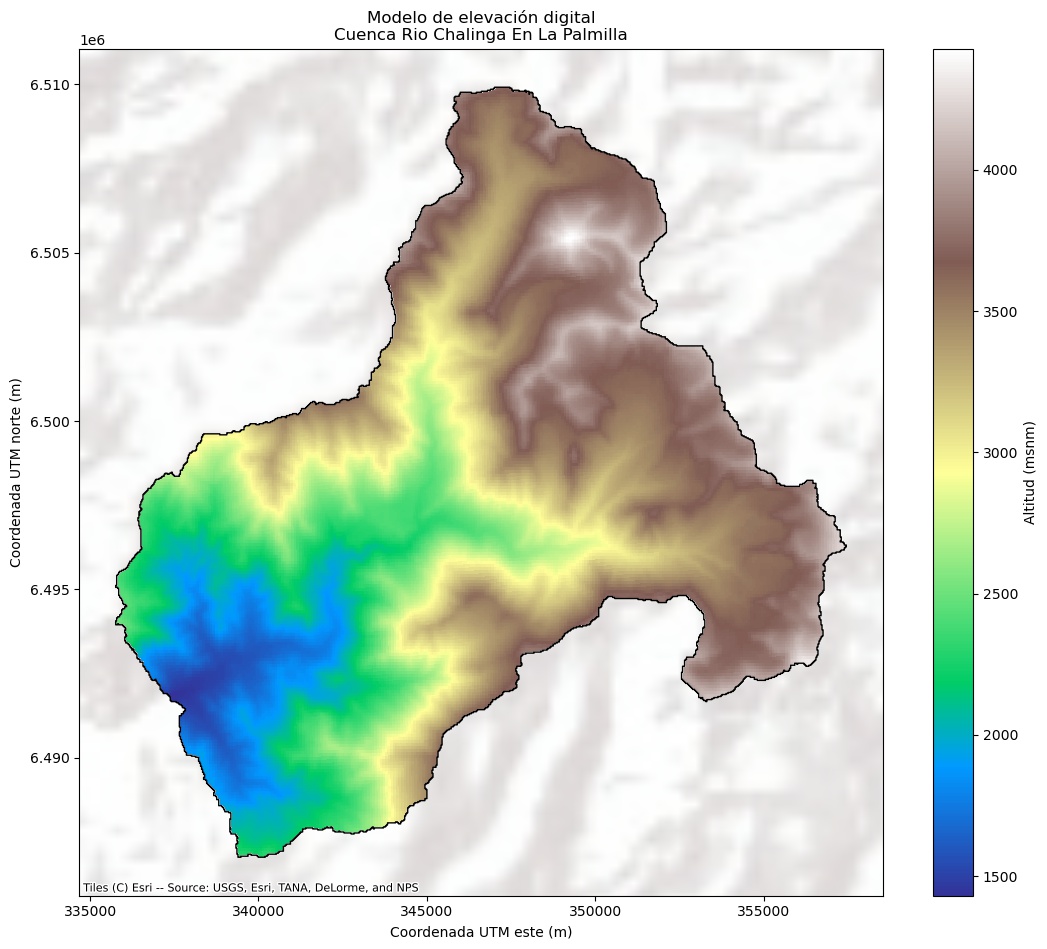 Modelo de elevación digital
Cuenca Rio Chalinga En La Palmilla
1e6
6.510
6.505
6.500
6.495
6.490
Coordenada UTM norte (m)
335000 340000 345000 350000 355000
Coordenada UTM este (m)
Tiles (C) Esri -- Source: USGS, Esri, TANA, DeLorme, and NPS
4000
3500
3000
2500
2000
1500
Altitud (msnm)